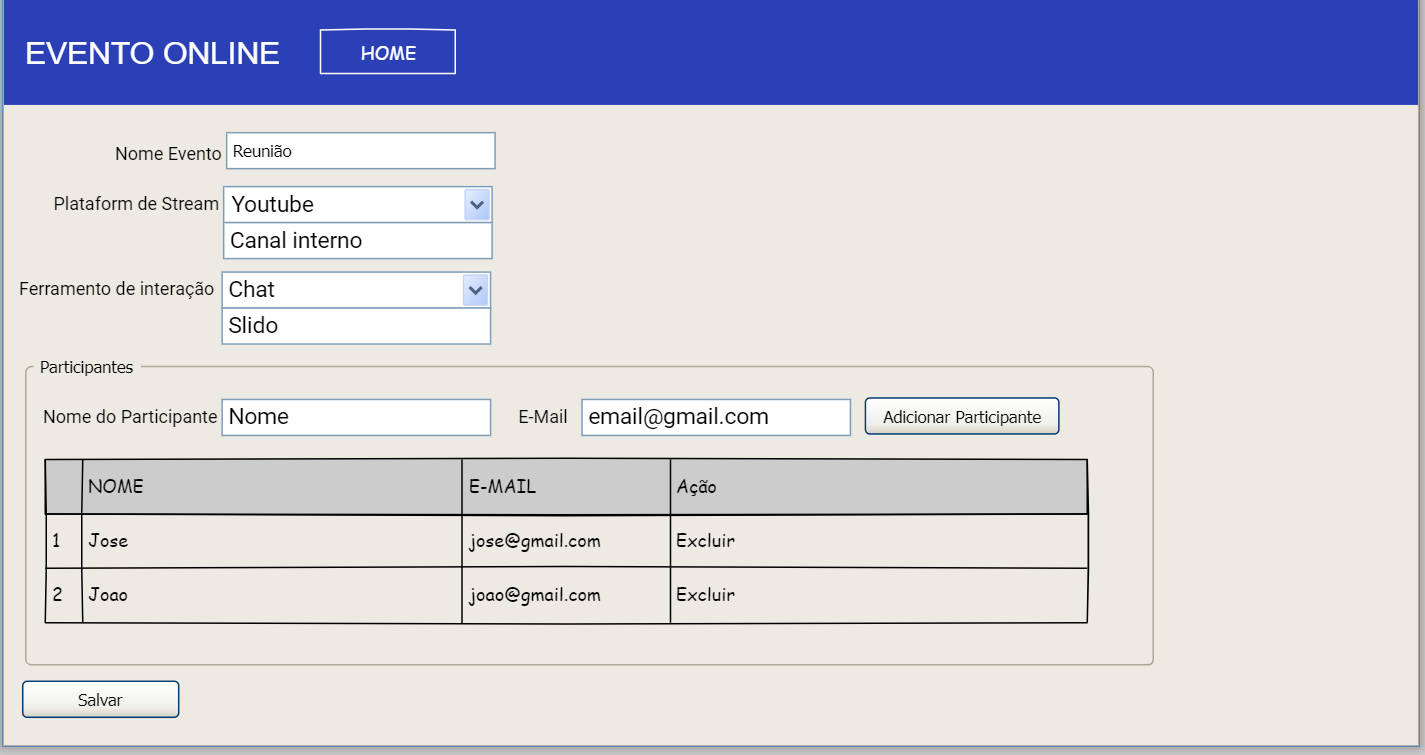 EVENTO ONLINE HOME
Nome Evento Reunião
Plataform de Stream Youtube
Canal interno
Ferramento de interação Chat
Slido
Participantes
Nome do Participante Nome E-Mail email@gmail.com Adicionar Participante
NOME E-MAIL Ação
1 Jose jose@gmail.com Excluir
2 Joao joao@gmail.com Excluir
Salvar